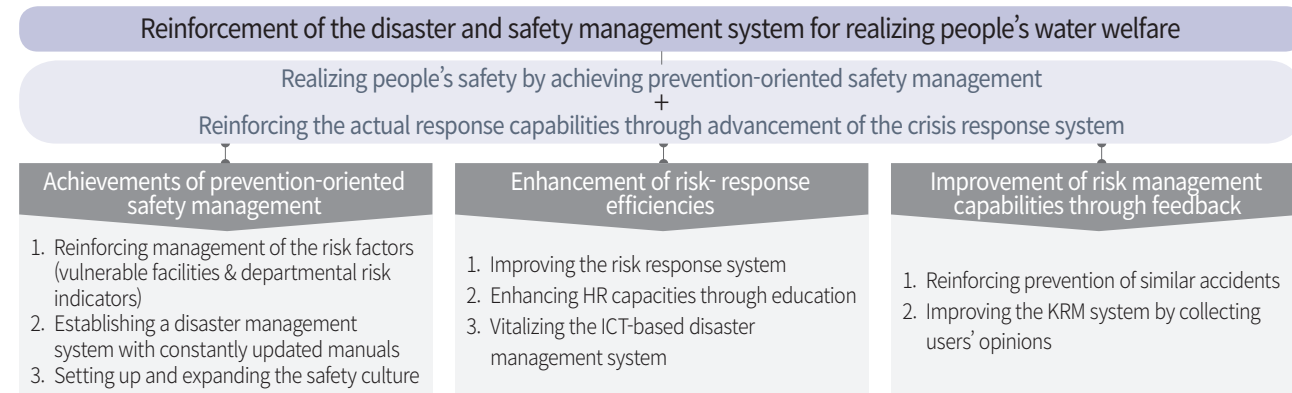 Reinforcement of the disaster and safety management system for realizing people’s water welfare
Realizing people’s safety by achieving prevention-oriented safety management
+
Reinforcing the actual response capabilities through advancement of the crisis response system
Achievements of prevention-oriented
safety management
1. Reinforcing management of the risk factors
(vulnerable facilities & departmental risk
indicators)
2. Establishing a disaster management
system with constantly updated manuals
3. Setting up and expanding the safety culture
Enhancement of risk- response
efficiencies
1. Improving the risk response system
2. Enhancing HR capacities through education
3. Vitalizing the ICT-based disaster
management system
Improvement of risk management
capabilities through feedback
1. Reinforcing prevention of similar accidents
2. Improving the KRM system by collecting
users’ opinions